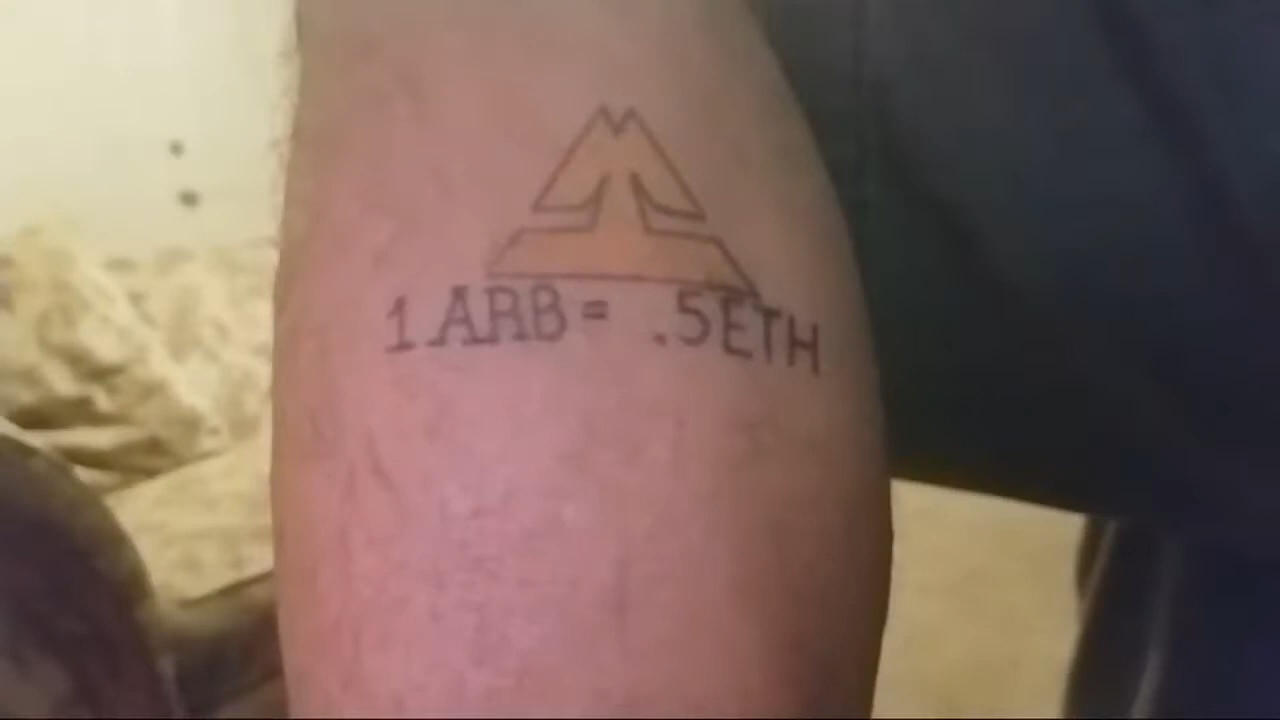 1 ARB = .5ETH